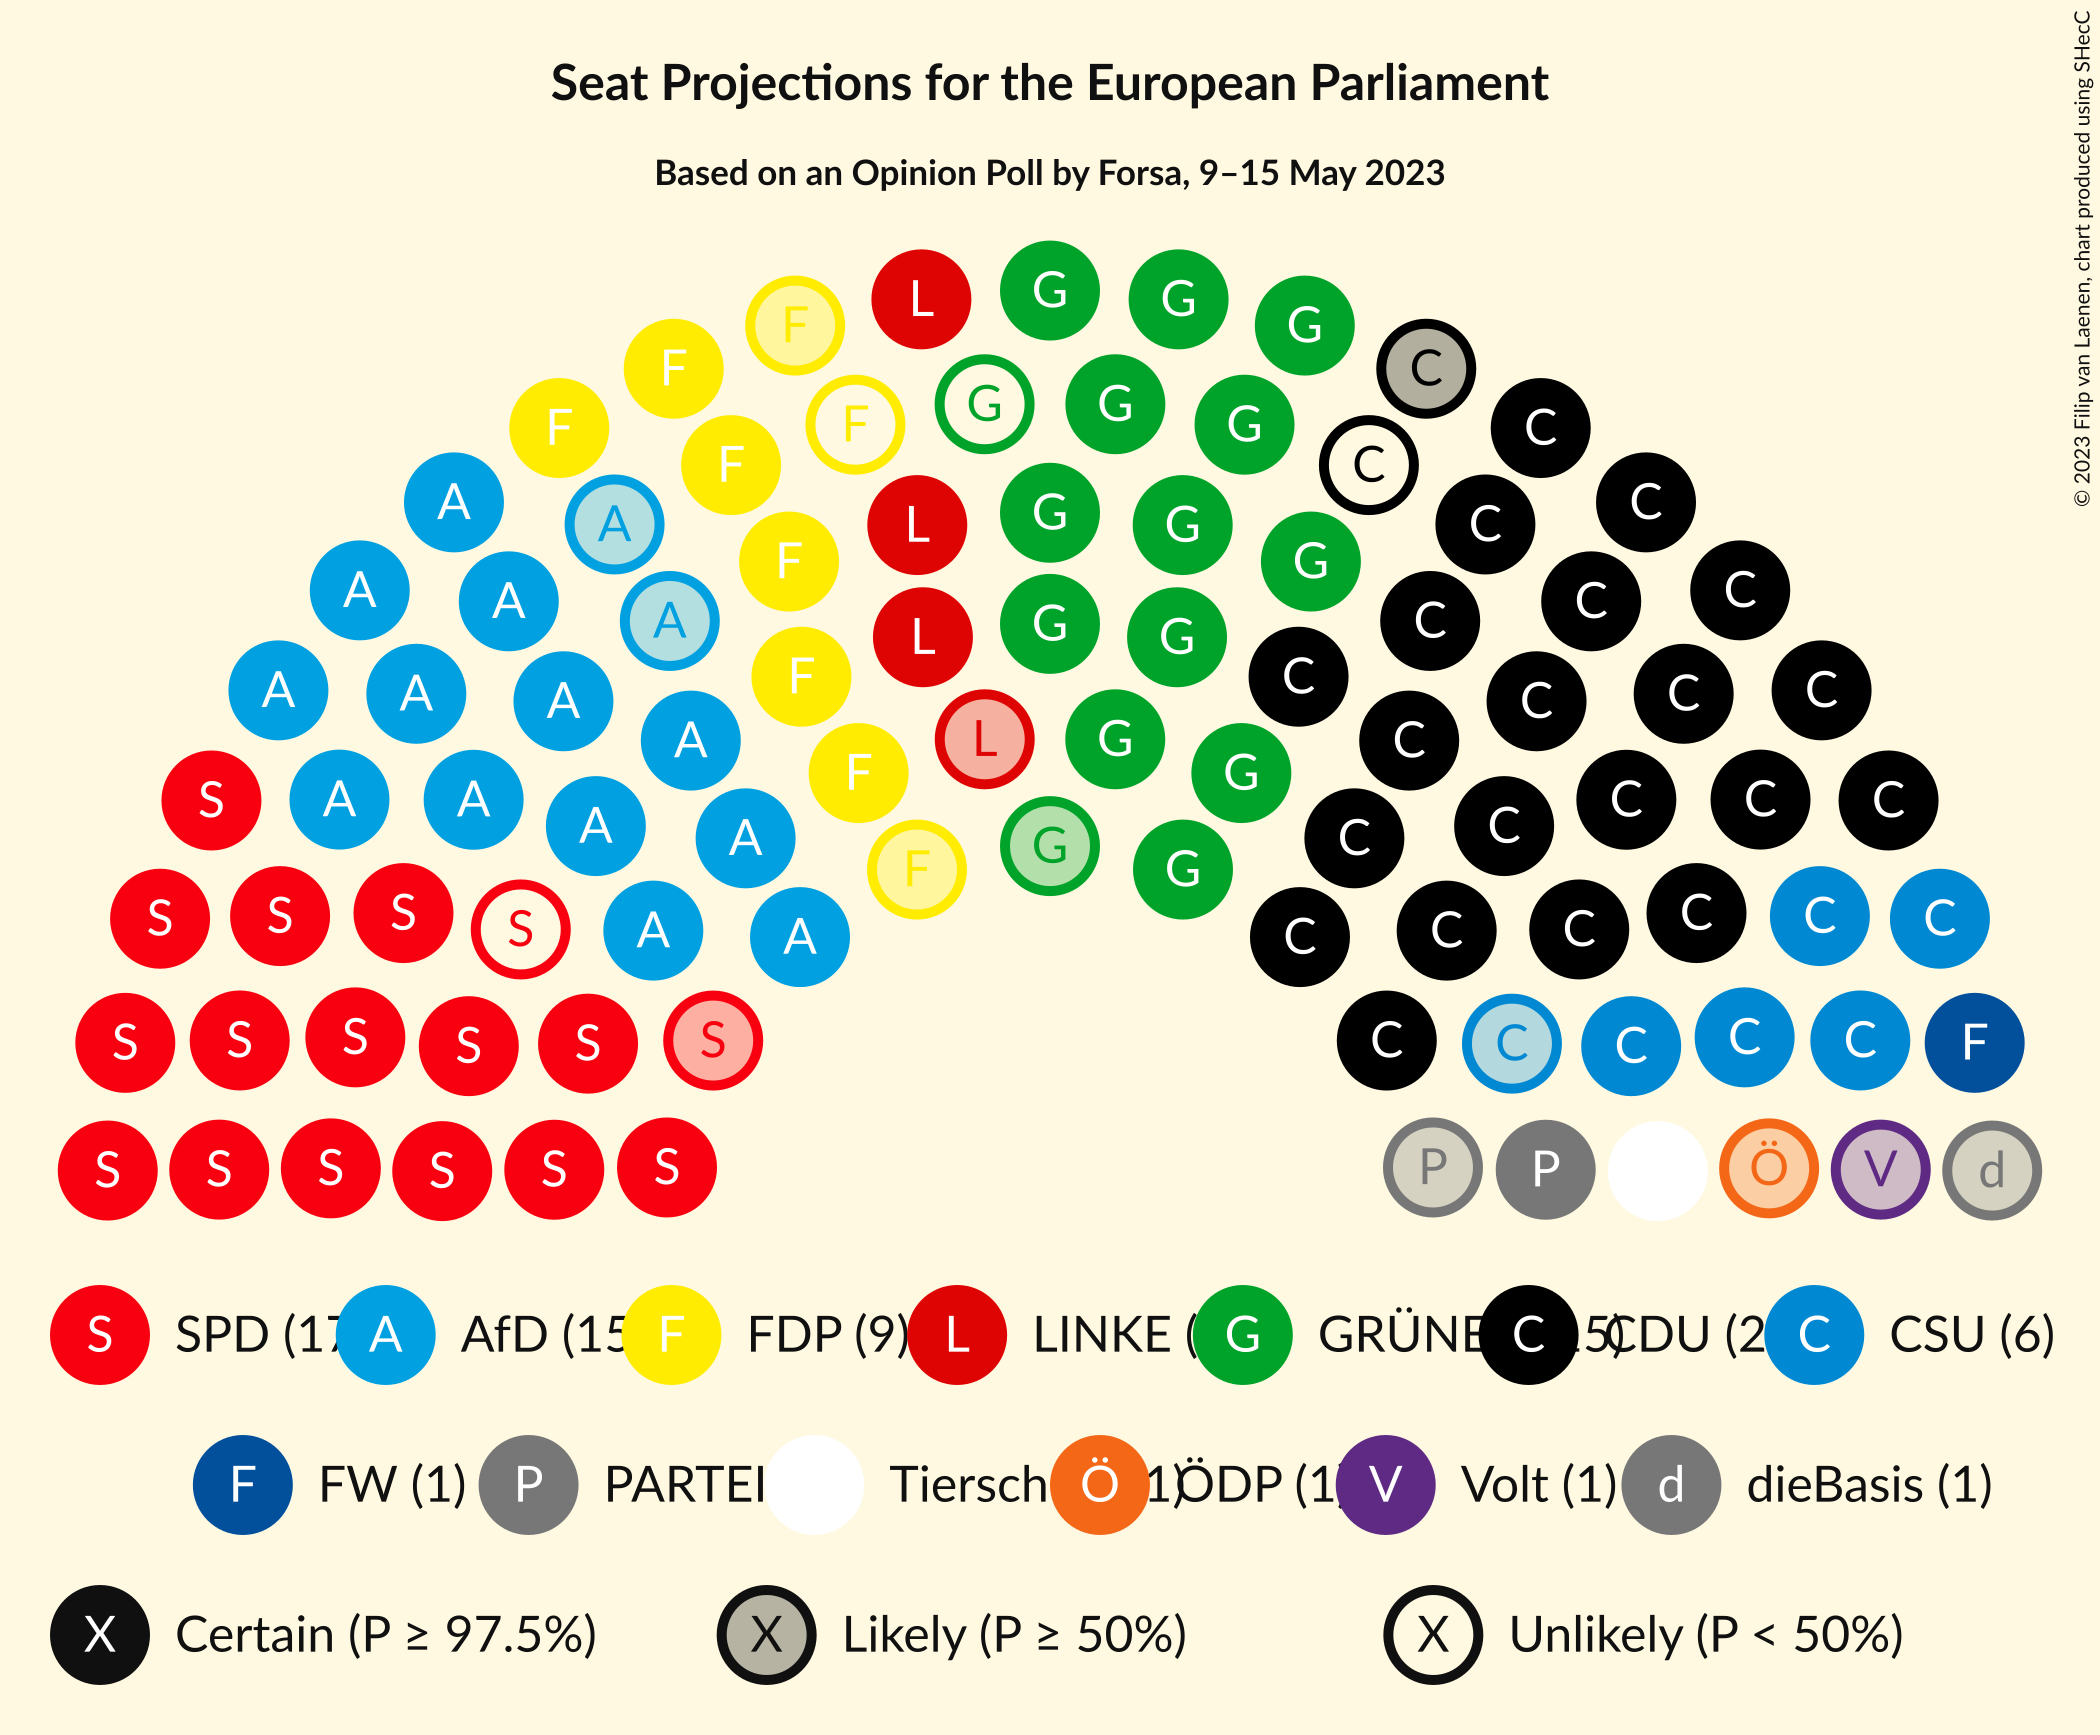 Seat Projections for the European Parliament
Based on an Opinion Poll by Forsa, 9–15 May 2023
© 2023 Filip van Laenen, chart produced using SHecC
L G G G
F C
F G G G
F F C C
F C
A F L G G C
A F G C
A A L G G C C
A A F C C
A A A F L G G C C C C
S A A A A F G G C C C C C
A F G C
S S S S A A C C C C C C
S S S S S S C C C C C F
S S S S S S P P Ö V d
S SPD (17 A AfD (15 F FDP (9) L LINKE ( G GRÜNE C 5) CDU (2 C CSU (6)
F FW (1) P PARTEI Tiersch Ö 1) ÖDP (1 V Volt (1) d dieBasis (1)
X Certain (P ≥ 97.5%) X Likely (P ≥ 50%) X Unlikely (P < 50%)